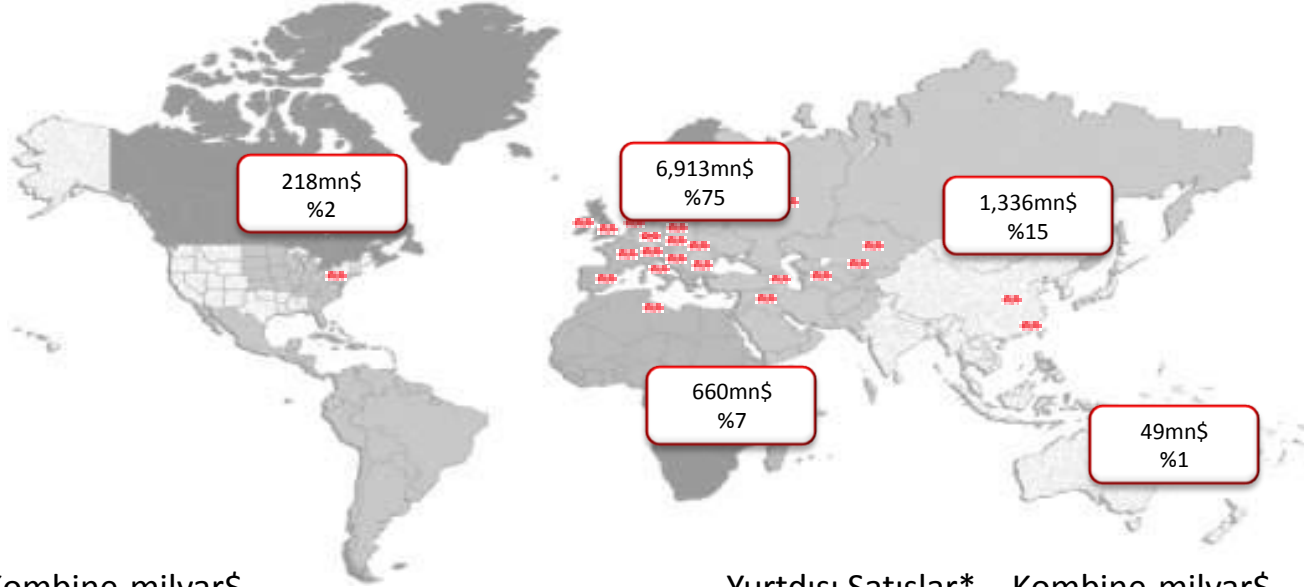 218mn$
%2
6,913mn$
%75
1,336mn$
%15
660mn$
%7
49mn$
%1
Kombine milyar$
Yurtdışı Satışlar* – Kombine milyar$